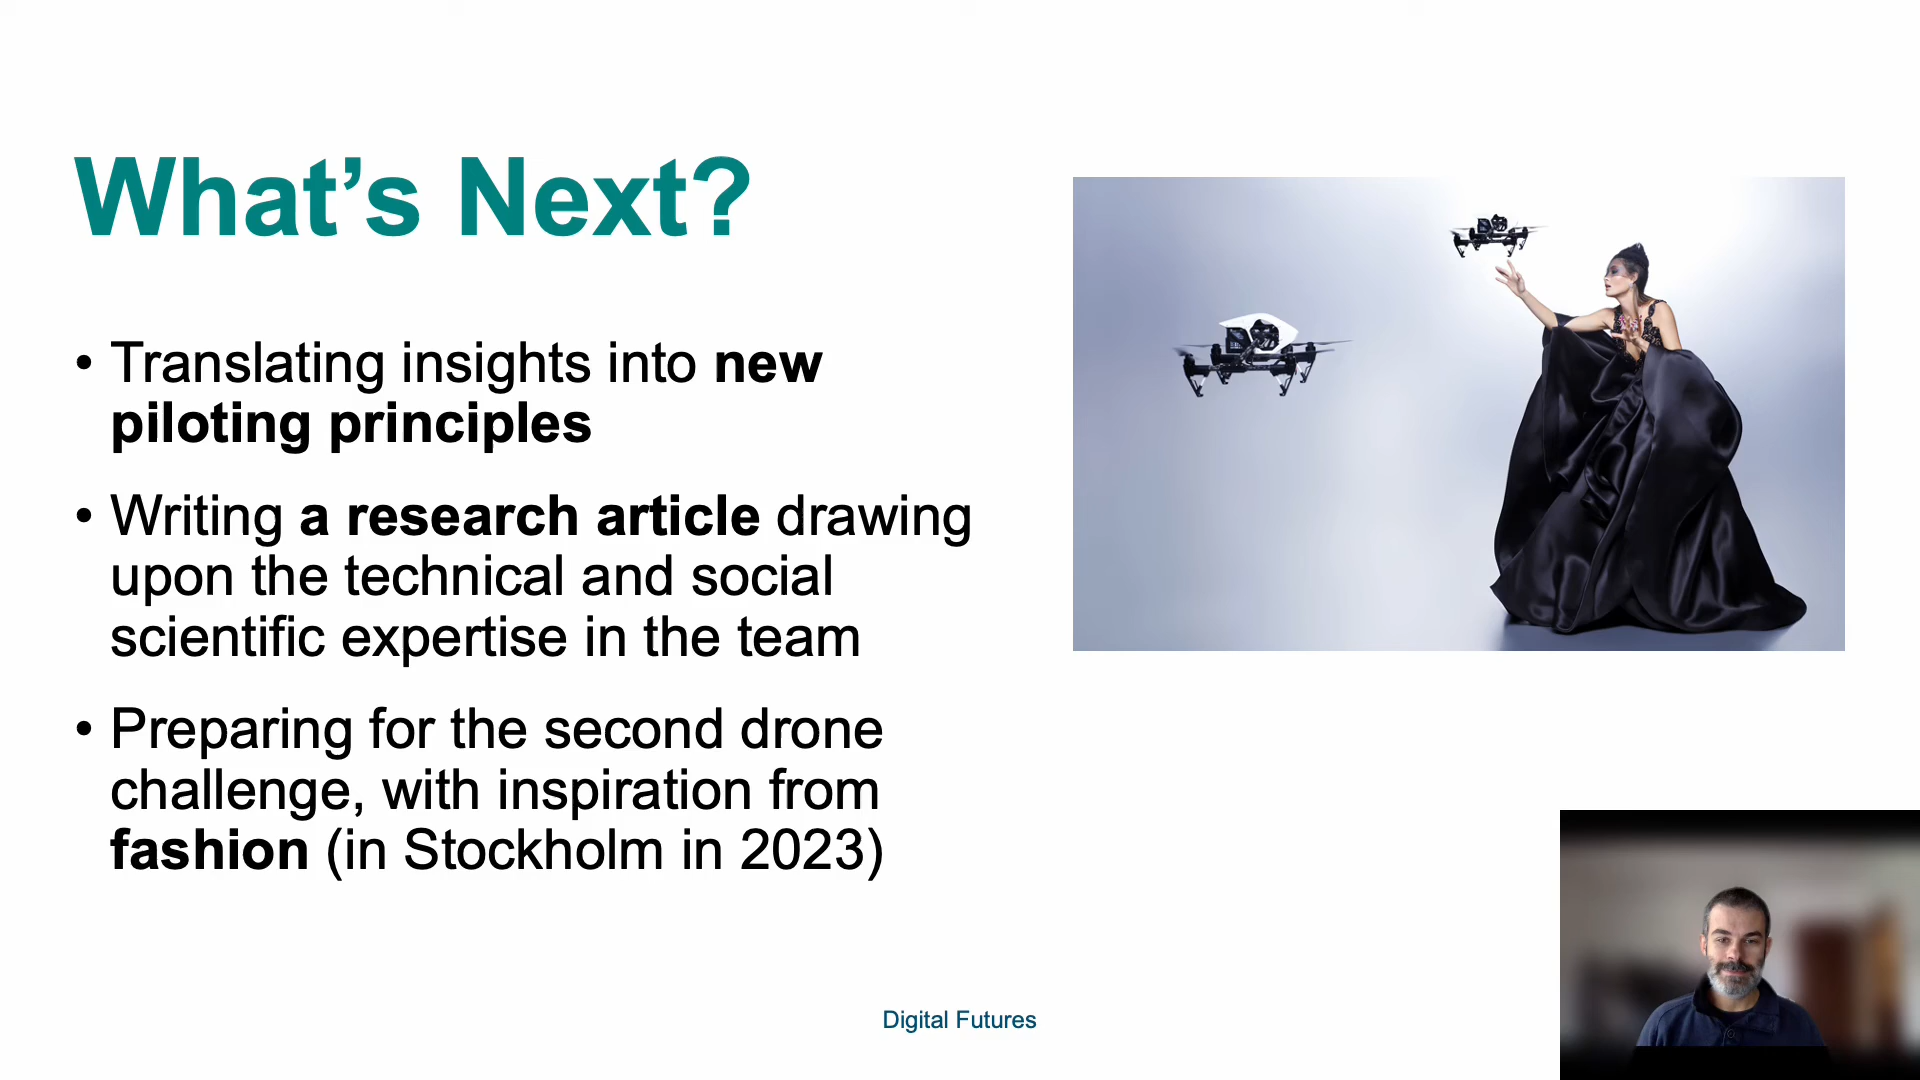 What’s Next?
• Translating insights into new
piloting principles
• Writing a research article drawing
upon the technical and social
scientific expertise in the team
• Preparing for the second drone
challenge, with inspiration from
fashion (in Stockholm in 2023)
Digital Futures